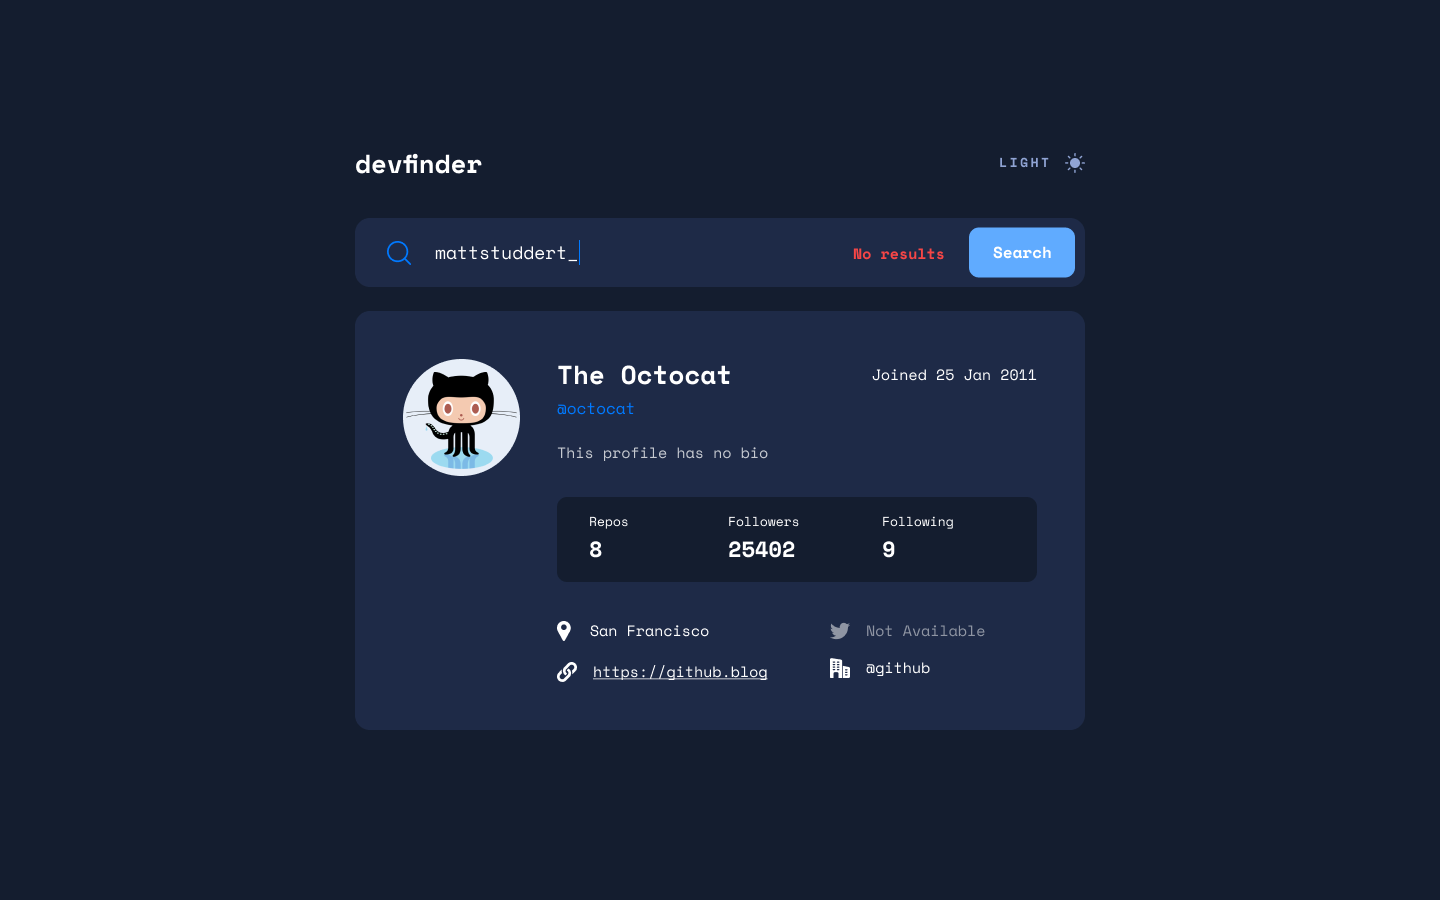 devfinder
LIGHT
mattstuddert_
No results
Search
The Octocat
Joined 25 Jan 2011
@octocat
This profile has no bio
Repos
Followers
Following
8
25402
9
San Francisco
Not Available
https://github.blog
@github